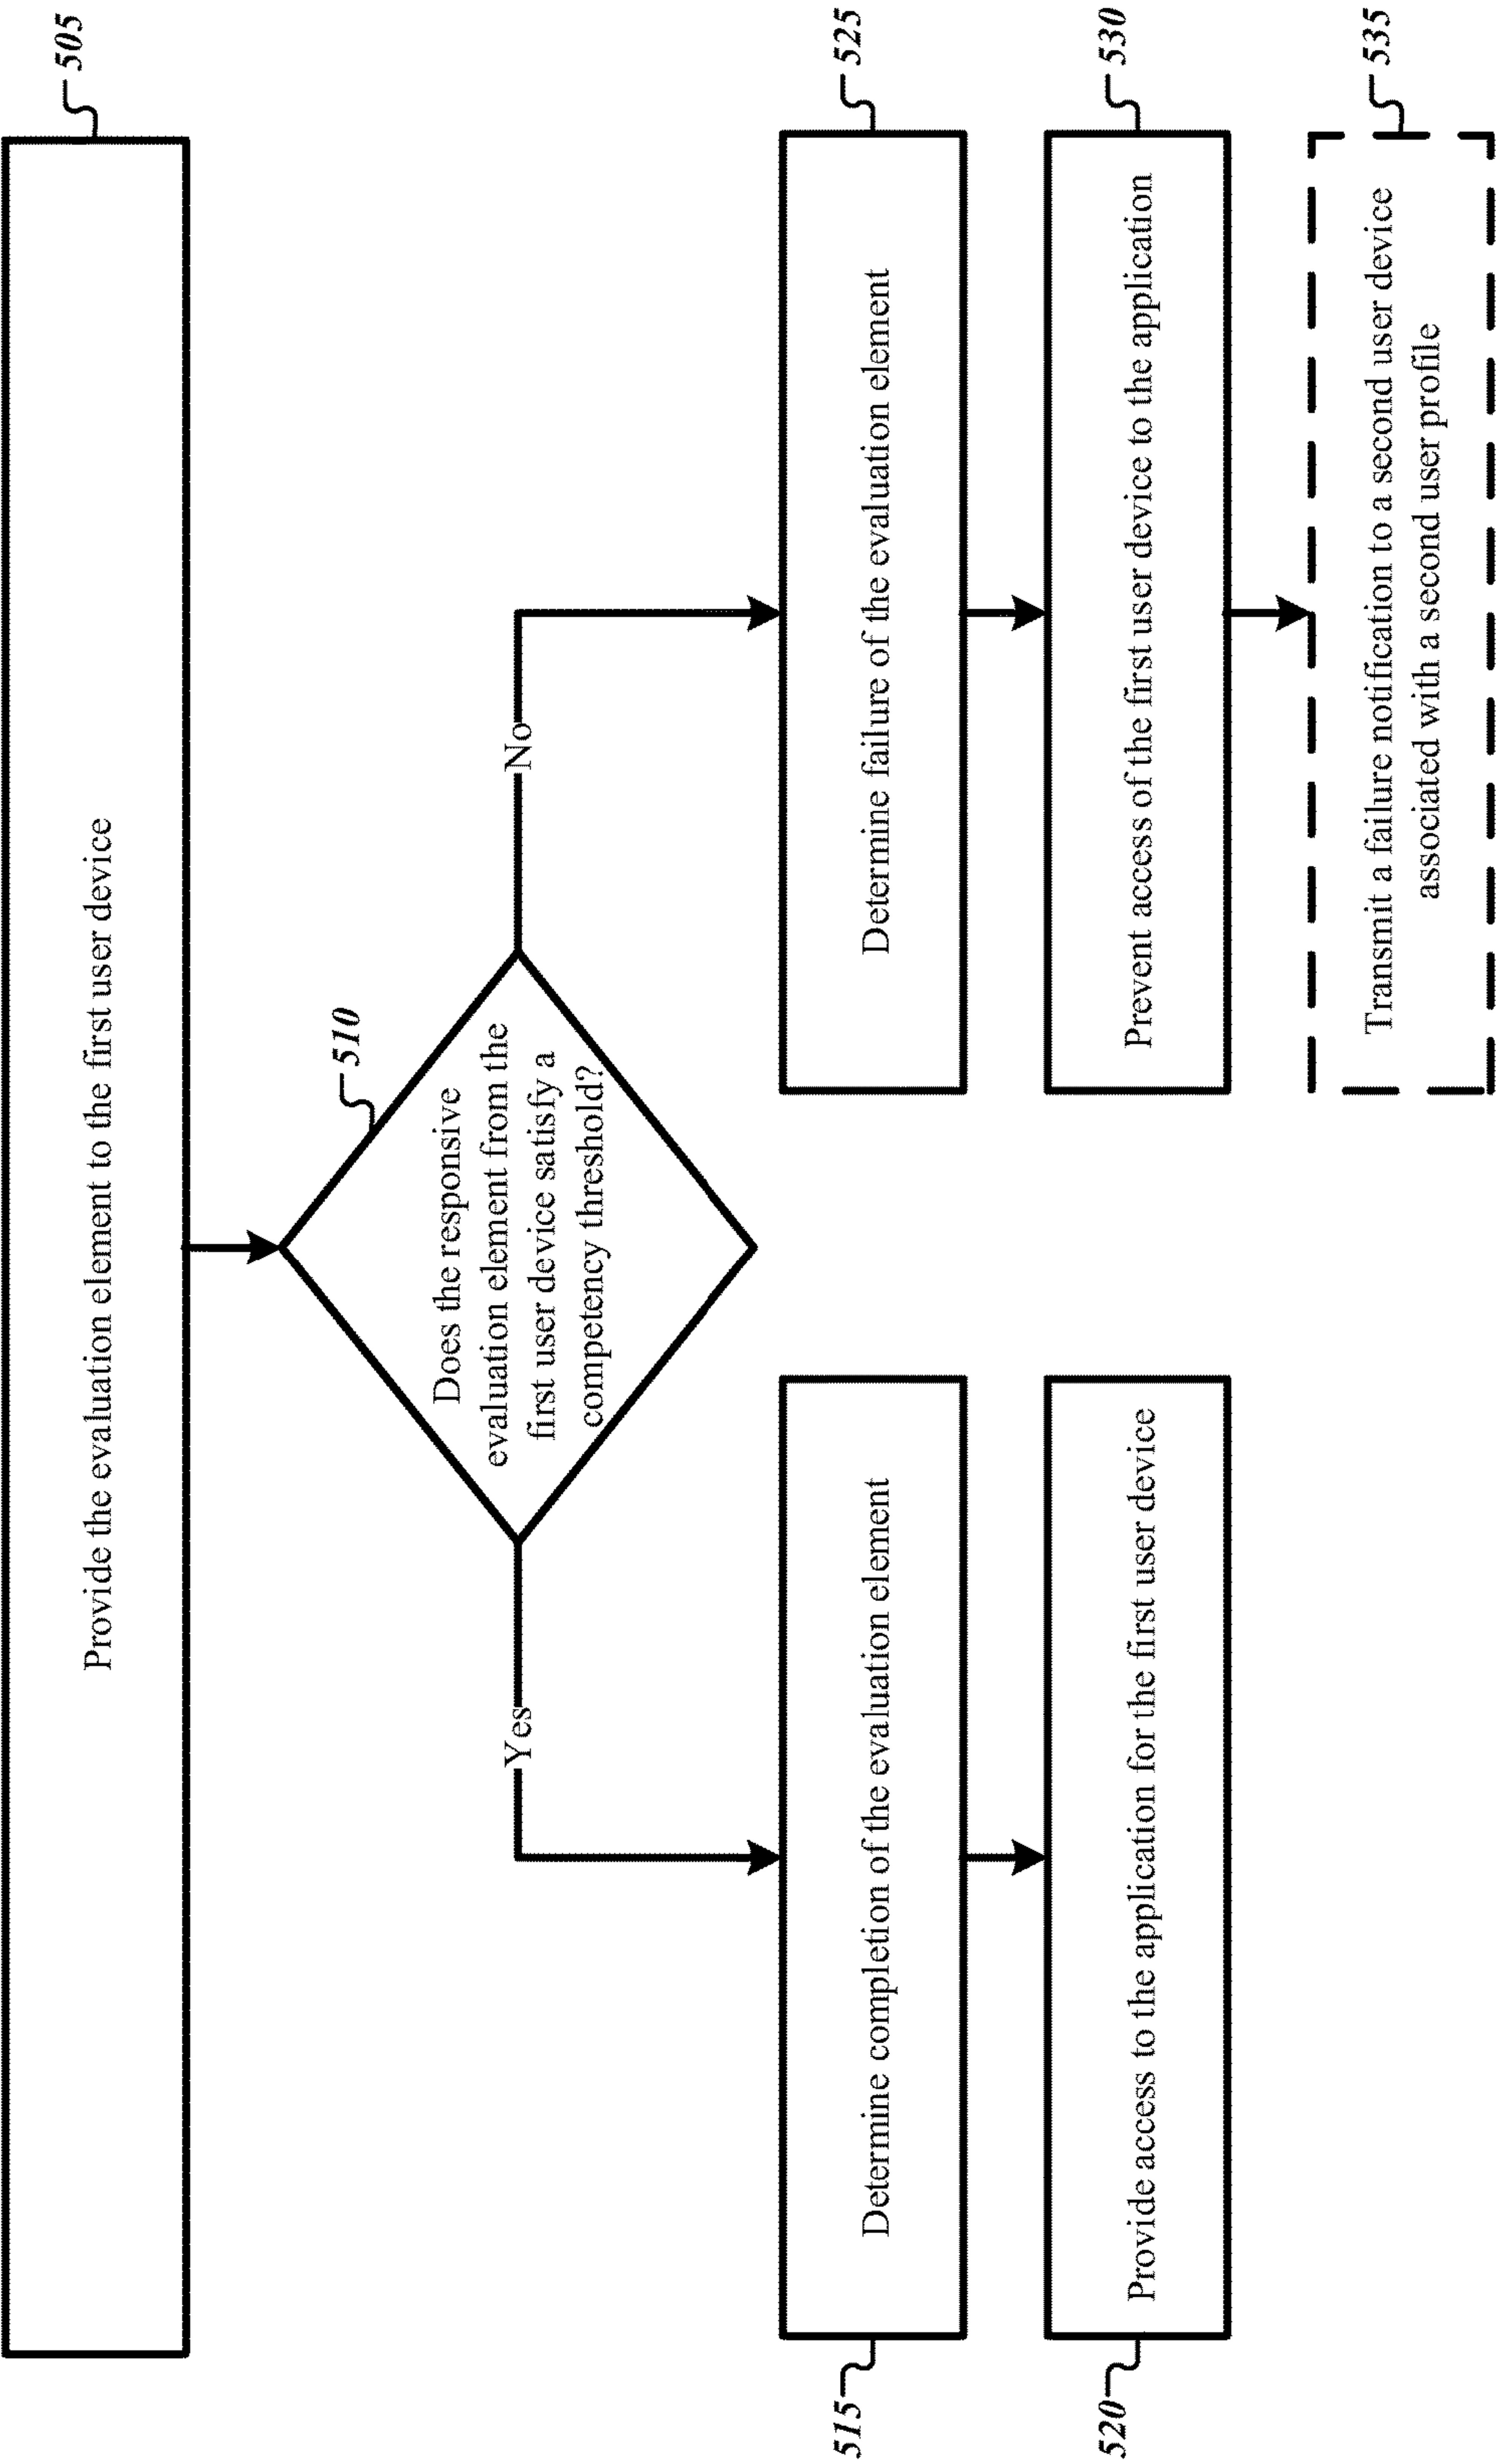 505
Provide the evaluation element to the first user device
510
Does the responsive
evaluation element from the
first user device satisfy a
competency threshold?
Yes
No
515
Determine completion of the evaluation element
520
Provide access to the application for the first user device
525
Determine failure of the evaluation element
530
Prevent access of the first user device to the application
535
Transmit a failure notification to a second user device
associated with a second user profile